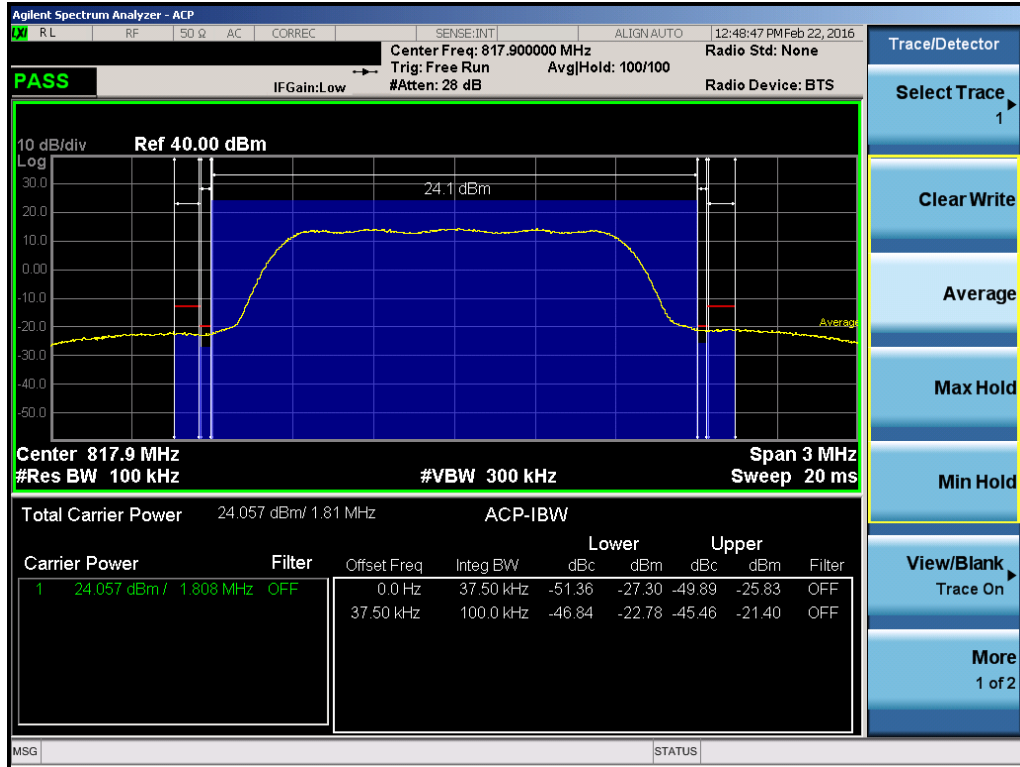 Agilent Spectrum Analyzer - ACP
LXI RL RF 50 Ω AC CORREC SENSE:INT ALIGN AUTO 12:48:47 PM Feb 22, 2016
Center Freq: 817.900000 MHz Radio Std: None
Trig: Free Run Avg|Hold: 100/100
PASS IFGain:Low #Atten: 28 dB Radio Device: BTS
10 dB/div Ref 40.00 dBm
Log
30.0
24.1 dBm
20.0
10.0
0.00
-10.0
-20.0
Average
-30.0
-40.0
-50.0
Center 817.9 MHz Span 3 MHz
#Res BW 100 kHz #VBW 300 kHz Sweep 20 ms
Total Carrier Power 24.057 dBm/ 1.81 MHz ACP-IBW
Lower Upper
Carrier Power Filter Offset Freq Integ BW dBc dBm dBc dBm Filter
1 24.057 dBm / 1.808 MHz OFF 0.0 Hz 37.50 kHz -51.36 -27.30 -49.89 -25.83 OFF
37.50 kHz 100.0 kHz -46.84 -22.78 -45.46 -21.40 OFF
MSG STATUS
Trace/Detector
Select Trace
1
Clear Write
Average
Max Hold
Min Hold
View/Blank
Trace On
More
1 of 2